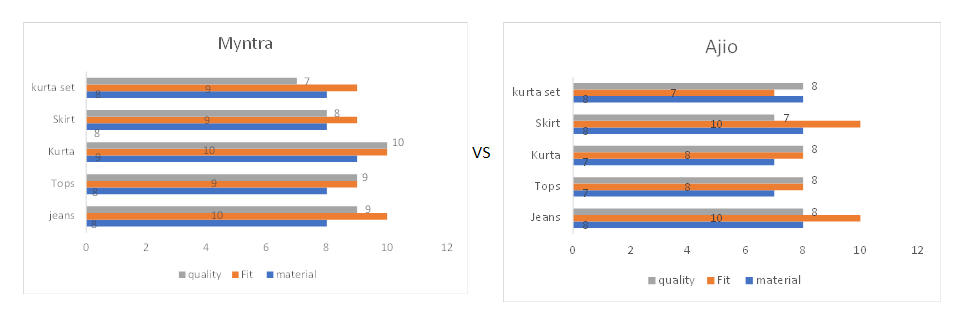 Myntra
kurta set 7 9 8
Skirt 8 9 8
Kurta 10 10 9
Tops 9 9 8
jeans 9 10 8
0 2 4 6 8 10 12
quality Fit material
VS
Ajio
kurta set 8 7 8
Skirt 7 10 8
Kurta 8 8 7
Tops 8 8 7
Jeans 8 10 8
0 2 4 6 8 10 12
quality Fit material